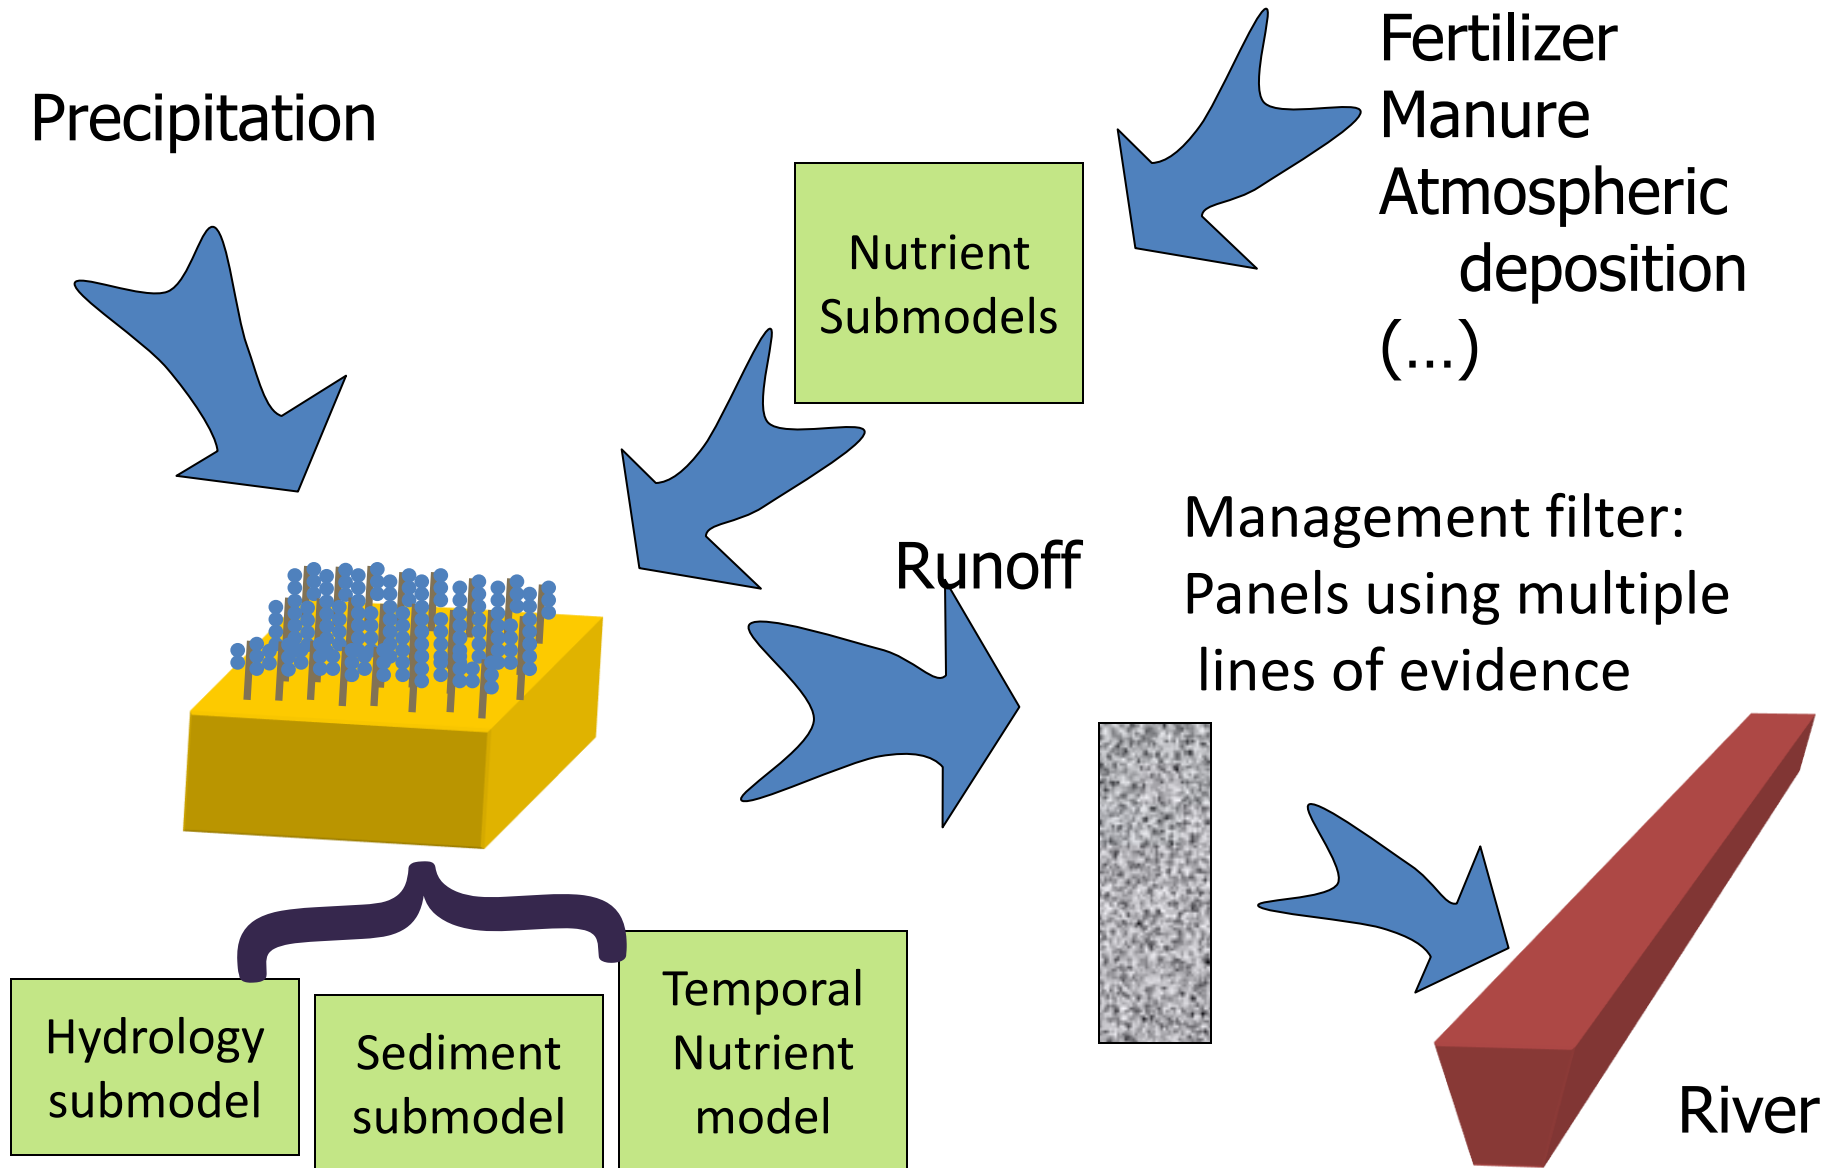 Precipitation
Fertilizer
Manure
Atmospheric
deposition
(...)
Nutrient
Submodels
Runoff
Management filter:
Panels using multiple
lines of evidence
Hydrology
submodel
Sediment
submodel
Temporal
Nutrient
model
River